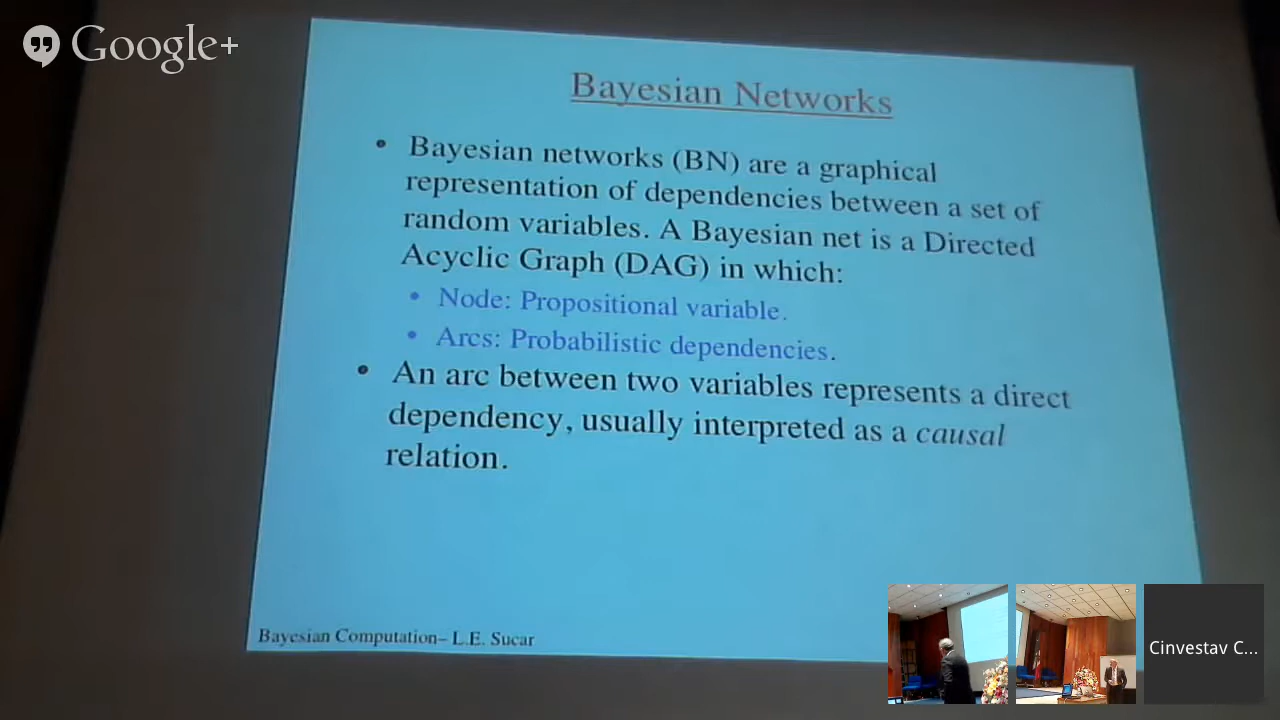 Google+
Bayesian Networks
• Bayesian networks (BN) are a graphical
representation of dependencies between a set of
random variables. A Bayesian net is a Directed
Acyclic Graph (DAG) in which:
• Node: Propositional variable.
• Arcs: Probabilistic dependencies.
• An arc between two variables represents a direct
dependency, usually interpreted as a causal
relation.
Bayesian Computation– L.E. Sucar
Cinvestav C...